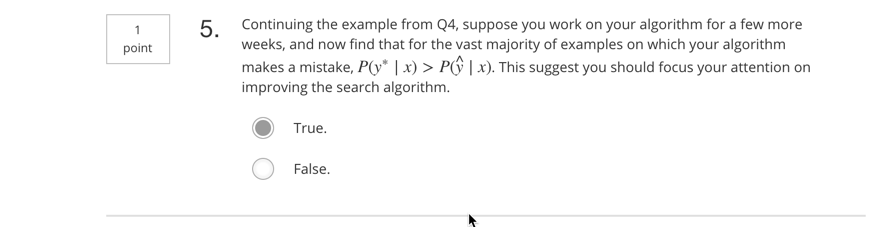 1
point
5.
Continuing the example from Q4, suppose you work on your algorithm for a few more
weeks, and now find that for the vast majority of examples on which your algorithm
makes a mistake, P(y* | x) > P(ŷ | x). This suggest you should focus your attention on
improving the search algorithm.
True.
False.